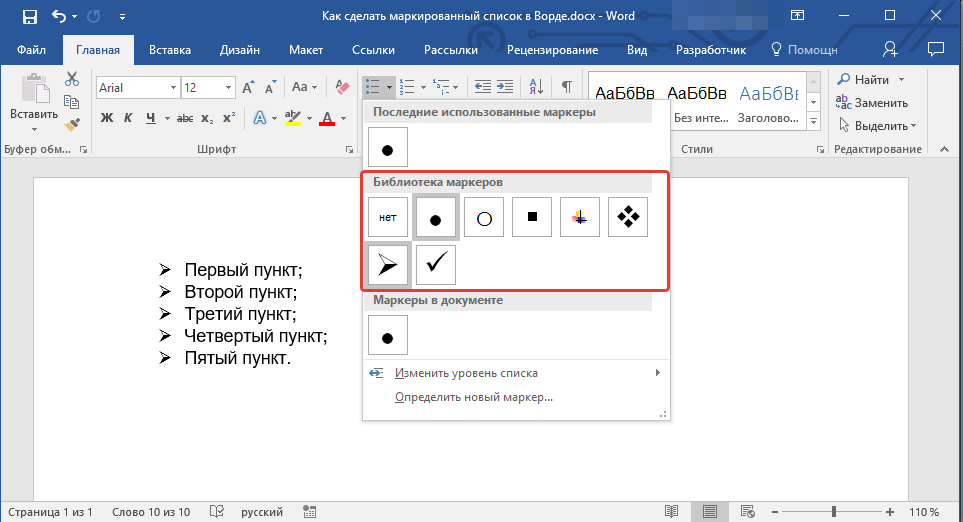 Как сделать маркированный список в Ворде.docx - Word
Файл Главная Вставка Дизайн Макет Ссылки Рассылки Рецензирование Вид Разработчик Помощн
Вставить
Буфер обм...
Arial 12 Aa
Ж К Ч abc x₂ x² A ab A
Шрифт
АаБбВв АаБбВв АаБбВв
Без инте... Заголово...
Стили
Найти
Заменить
Выделить
Редактирование
Последние использованные маркеры
Библиотека маркеров
нет
Маркеры в документе
Изменить уровень списка
Определить новый маркер...
Первый пункт;
Второй пункт;
Третий пункт;
Четвертый пункт;
Пятый пункт.
Страница 1 из 1 Слово 10 из 10 русский 110 %